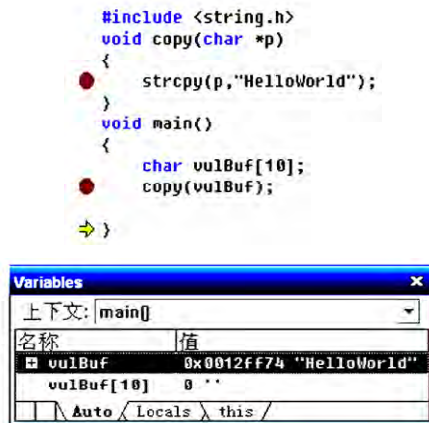 #include <string.h>
void copy(char *p)
{
strcpy(p,"HelloWorld");
}
void main()
{
char vulBuf[10];
copy(vulBuf);
}
Variables
上下文: main()
名称 值
vulBuf 0x0012ff74 "HelloWorld"
vulBuf[10] 0 ''
Auto Locals this